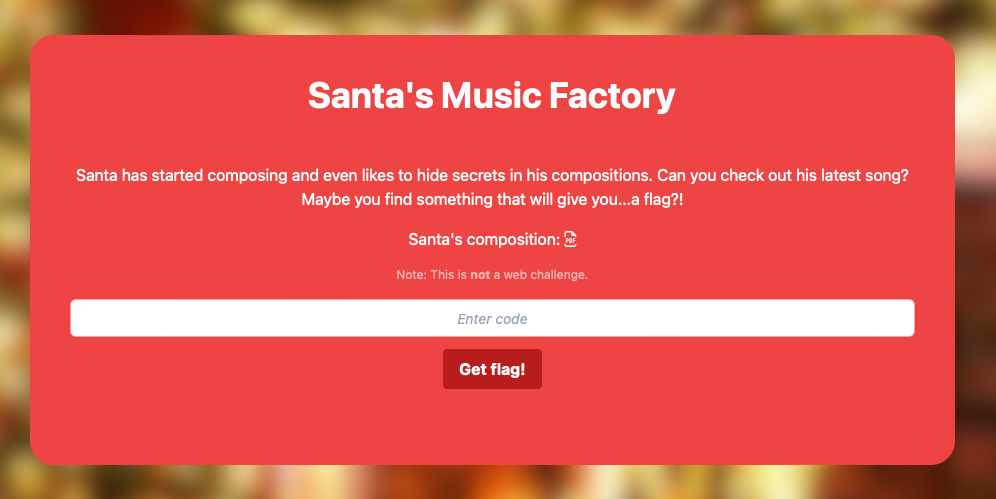 Santa's Music Factory
Santa has started composing and even likes to hide secrets in his compositions. Can you check out his latest song?
Maybe you find something that will give you...a flag?!
Santa's composition: PDF
Note: This is not a web challenge.
Enter code
Get flag!